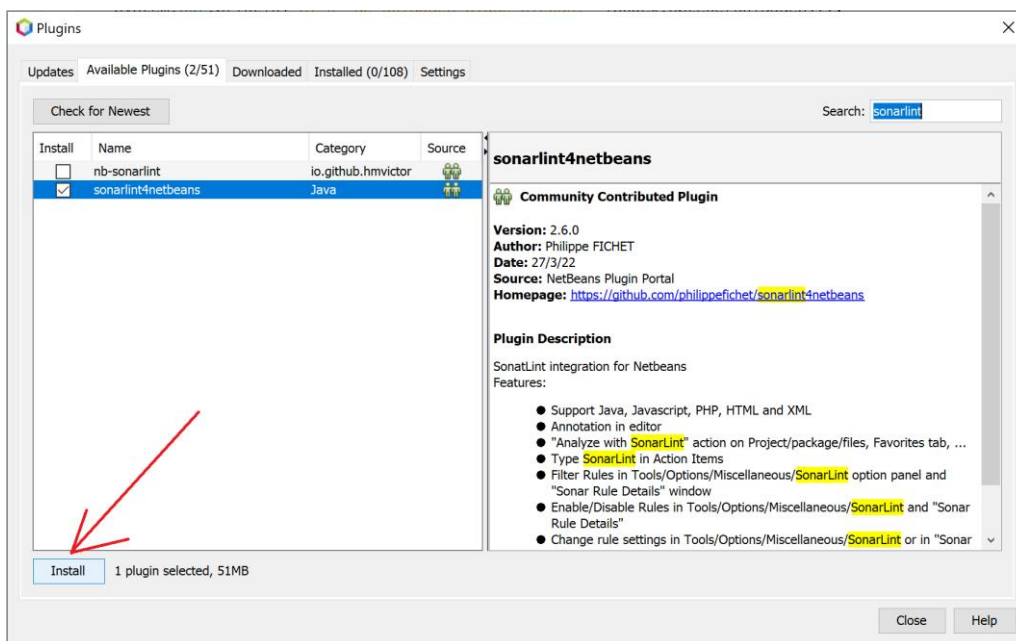 Plugins
Updates Available Plugins (2/51) Downloaded Installed (0/108) Settings
Check for Newest
Search: sonarlint
Install Name Category Source
nb-sonarlint io.github.hmvictor
sonarlint4netbeans Java
sonarlint4netbeans
Community Contributed Plugin
Version: 2.6.0
Author: Philippe FICHET
Date: 27/3/22
Source: NetBeans Plugin Portal
Homepage: https://github.com/philippefichet/sonarlint4netbeans
Plugin Description
SonatLint integration for Netbeans
Features:
● Support Java, Javascript, PHP, HTML and XML
● Annotation in editor
● "Analyze with SonarLint" action on Project/package/files, Favorites tab, ...
● Type SonarLint in Action Items
● Filter Rules in Tools/Options/Miscellaneous/SonarLint option panel and
"Sonar Rule Details" window
● Enable/Disable Rules in Tools/Options/Miscellaneous/SonarLint and "Sonar
Rule Details"
● Change rule settings in Tools/Options/Miscellaneous/SonarLint or in "Sonar
Install 1 plugin selected, 51MB
Close Help